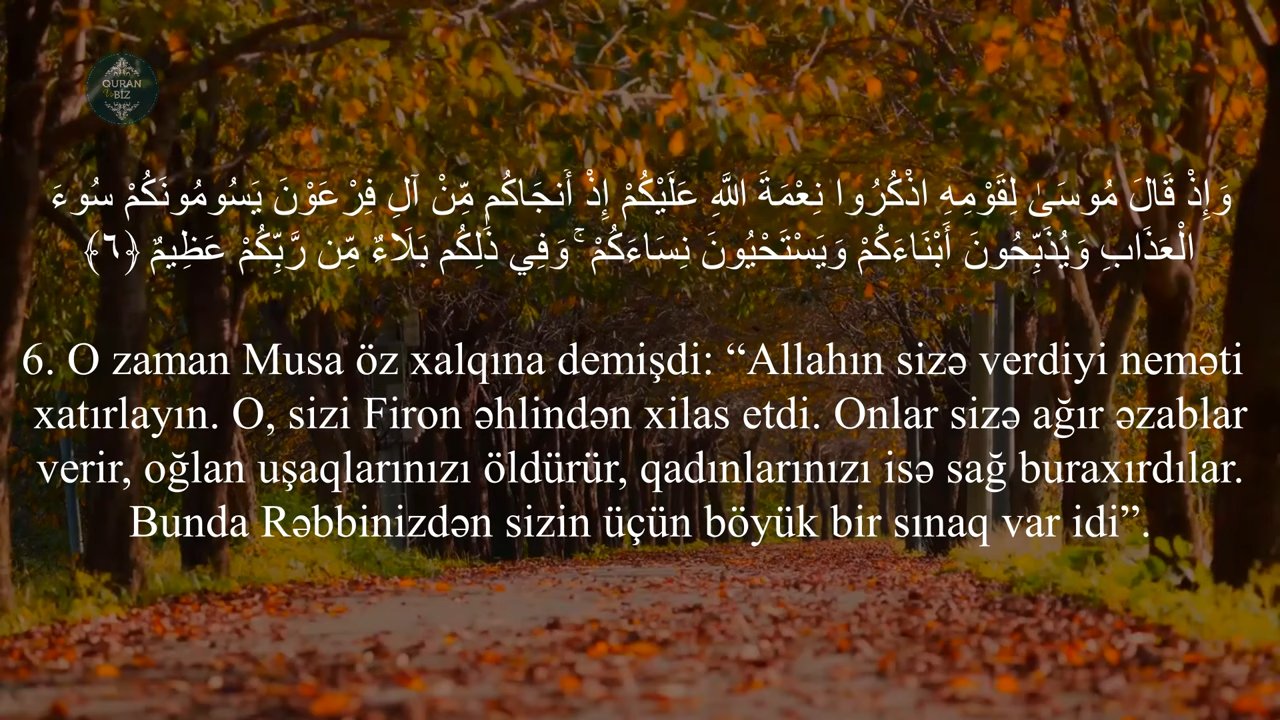 QURAN
Və
BİZ
وَإِذْ قَالَ مُوسَىٰ لِقَوْمِهِ اذْكُرُوا نِعْمَةَ اللَّهِ عَلَيْكُمْ إِذْ أَنجَاكُم مِّنْ آلِ فِرْعَوْنَ يَسُومُونَكُمْ سُوءَ
الْعَذَابِ وَيُذَبِّحُونَ أَبْنَاءَكُمْ وَيَسْتَحْيُونَ نِسَاءَكُمْ ۚ وَفِي ذَلِكُم بَلَاءٌ مِّن رَّبِّكُمْ عَظِيمٌ ﴿٦﴾
6. O zaman Musa öz xalqına demişdi: “Allahın sizə verdiyi neməti
xatırlayın. O, sizi Firon əhlindən xilas etdi. Onlar sizə ağır əzablar
verir, oğlan uşaqlarınızı öldürür, qadınlarınızı isə sağ buraxırdılar.
Bunda Rəbbinizdən sizin üçün böyük bir sınaq var idi”.